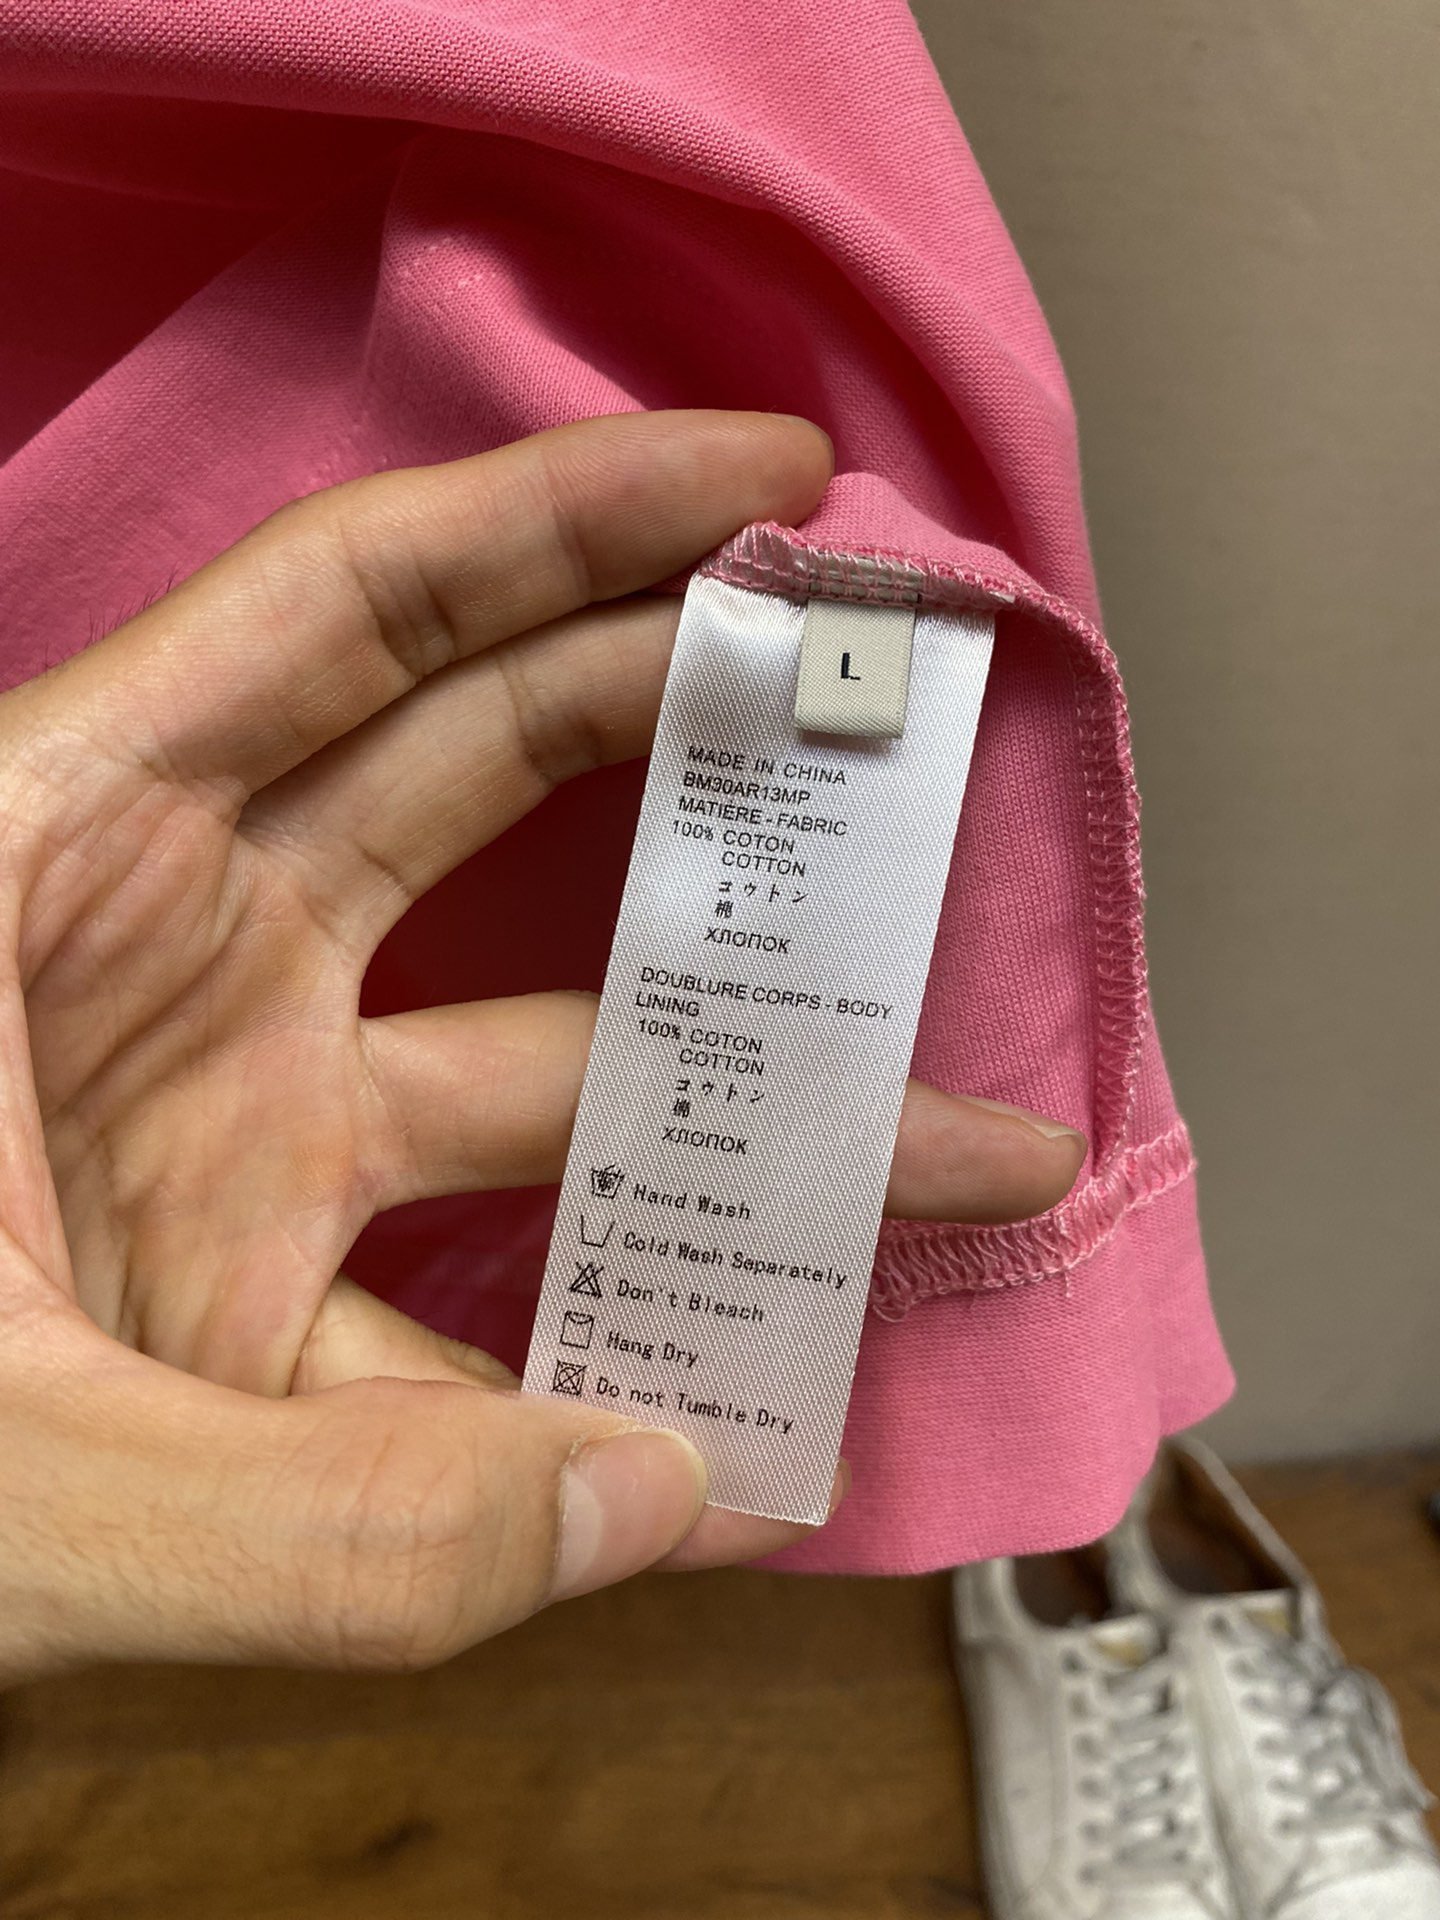 L
MADE IN CHINA
BM30AR13MP
MATIERE - FABRIC
100% COTON
COTTON
コウトン
棉
ХЛОПОК
DOUBLURE CORPS - BODY
LINING
100% COTON
COTTON
コウトン
棉
ХЛОПОК
Hand Wash
Cold Wash Separately
Don't Bleach
Hang Dry
Do not Tumble Dry